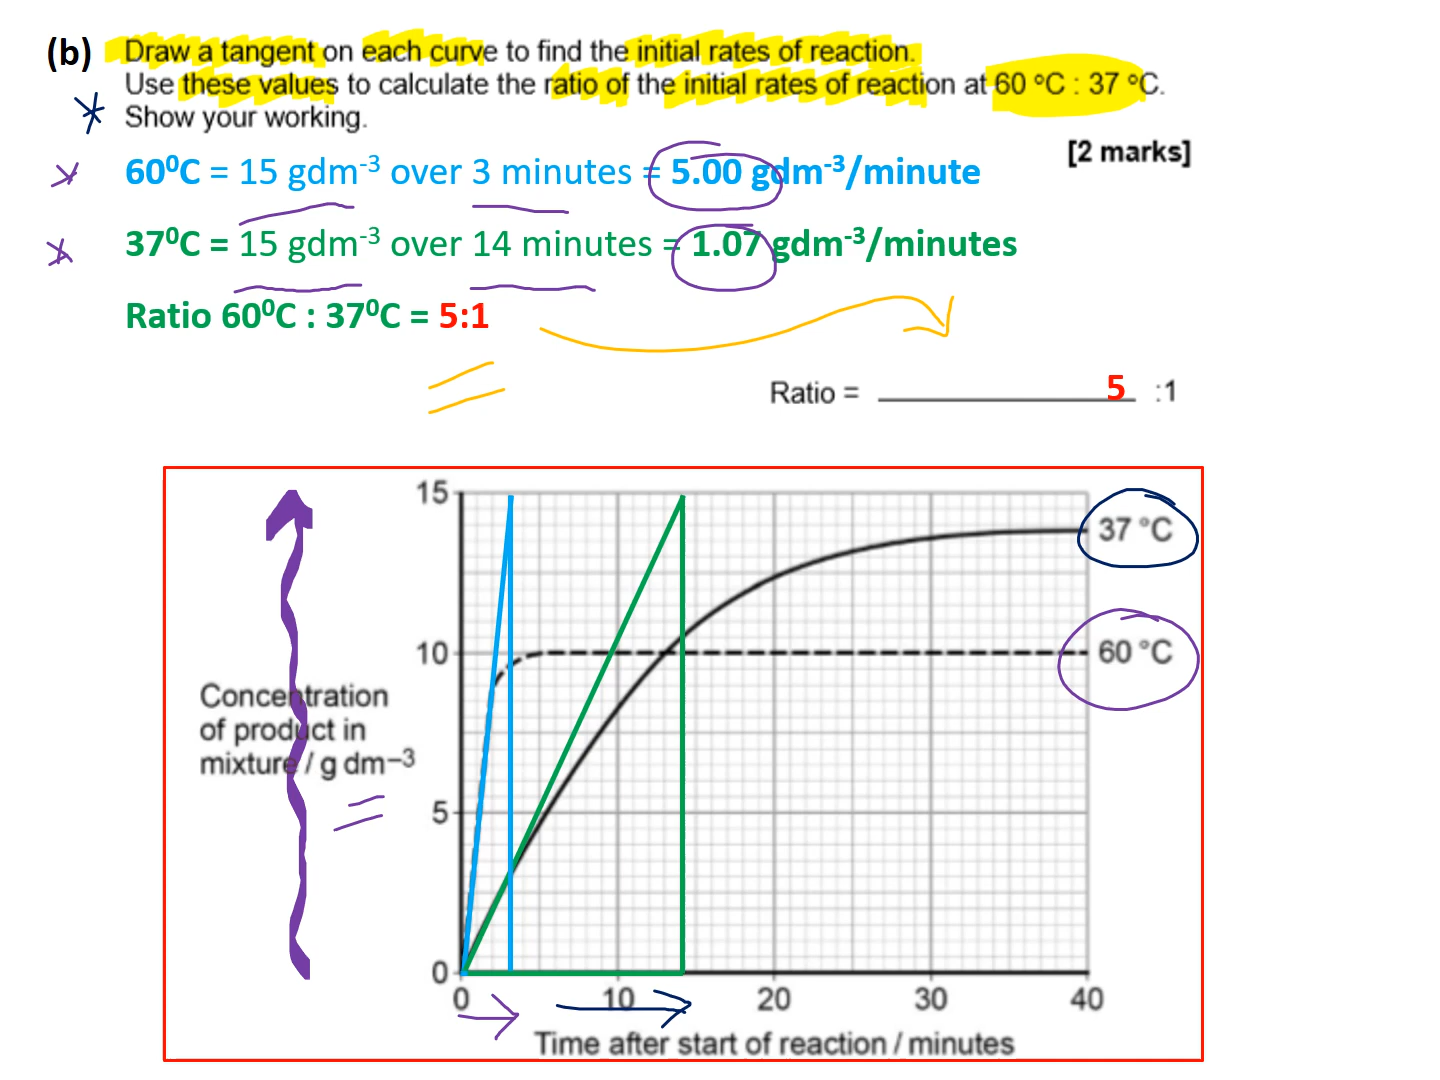 (b) Draw a tangent on each curve to find the initial rates of reaction.
Use these values to calculate the ratio of the initial rates of reaction at 60 °C : 37 °C.
Show your working.
[2 marks]
60⁰C = 15 gdm⁻³ over 3 minutes = 5.00 gdm⁻³/minute
37⁰C = 15 gdm⁻³ over 14 minutes = 1.07 gdm⁻³/minutes
Ratio 60⁰C : 37⁰C = 5:1
Ratio = 5 :1
15
37 °C
10
60 °C
Concentration
of product in
mixture / g dm−3
5
0
0 10 20 30 40
Time after start of reaction / minutes